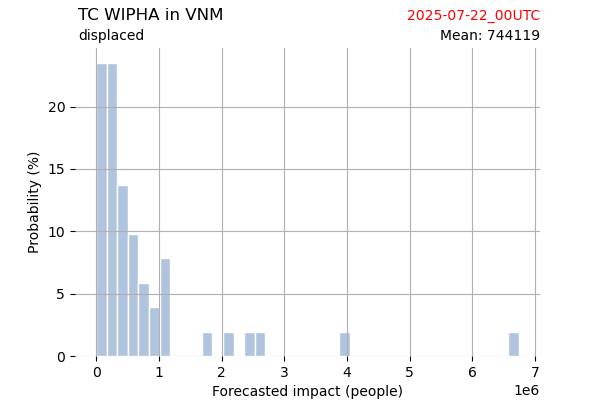 TC WIPHA in VNM
2025-07-22_00UTC
displaced
Mean: 744119
20
15
10
5
0
Probability (%)
0 1 2 3 4 5 6 7
1e6
Forecasted impact (people)